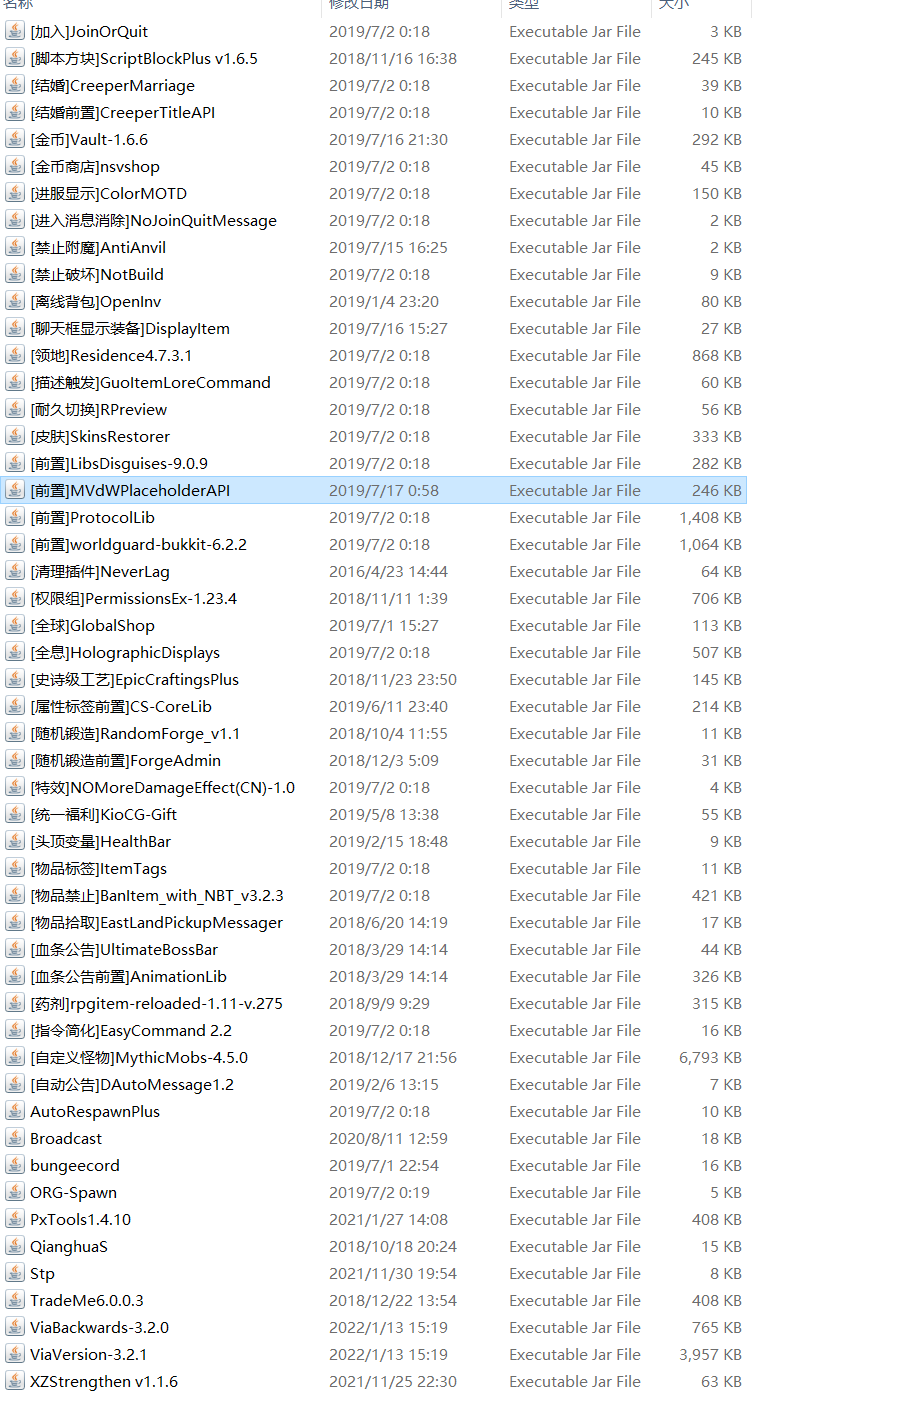 名称 修改日期 类型 大小
[加入]JoinOrQuit 2019/7/2 0:18 Executable Jar File 3 KB
[脚本方块]ScriptBlockPlus v1.6.5 2018/11/16 16:38 Executable Jar File 245 KB
[结婚]CreeperMarriage 2019/7/2 0:18 Executable Jar File 39 KB
[结婚前置]CreeperTitleAPI 2019/7/2 0:18 Executable Jar File 10 KB
[金币]Vault-1.6.6 2019/7/16 21:30 Executable Jar File 292 KB
[金币商店]nsvshop 2019/7/2 0:18 Executable Jar File 45 KB
[进服显示]ColorMOTD 2019/7/2 0:18 Executable Jar File 150 KB
[进入消息消除]NoJoinQuitMessage 2019/7/2 0:18 Executable Jar File 2 KB
[禁止附魔]AntiAnvil 2019/7/15 16:25 Executable Jar File 2 KB
[禁止破坏]NotBuild 2019/7/2 0:18 Executable Jar File 9 KB
[离线背包]OpenInv 2019/1/4 23:20 Executable Jar File 80 KB
[聊天框显示装备]DisplayItem 2019/7/16 15:27 Executable Jar File 27 KB
[领地]Residence4.7.3.1 2019/7/2 0:18 Executable Jar File 868 KB
[描述触发]GuoItemLoreCommand 2019/7/2 0:18 Executable Jar File 60 KB
[耐久切换]RPreview 2019/7/2 0:18 Executable Jar File 56 KB
[皮肤]SkinsRestorer 2019/7/2 0:18 Executable Jar File 333 KB
[前置]LibsDisguises-9.0.9 2019/7/2 0:18 Executable Jar File 282 KB
[前置]MVdWPlaceholderAPI 2019/7/17 0:58 Executable Jar File 246 KB
[前置]ProtocolLib 2019/7/2 0:18 Executable Jar File 1,408 KB
[前置]worldguard-bukkit-6.2.2 2019/7/2 0:18 Executable Jar File 1,064 KB
[清理插件]NeverLag 2016/4/23 14:44 Executable Jar File 64 KB
[权限组]PermissionsEx-1.23.4 2018/11/11 1:39 Executable Jar File 706 KB
[全球]GlobalShop 2019/7/1 15:27 Executable Jar File 113 KB
[全息]HolographicDisplays 2019/7/2 0:18 Executable Jar File 507 KB
[史诗级工艺]EpicCraftingsPlus 2018/11/23 23:50 Executable Jar File 145 KB
[属性标签前置]CS-CoreLib 2019/6/11 23:40 Executable Jar File 214 KB
[随机锻造]RandomForge_v1.1 2018/10/4 11:55 Executable Jar File 11 KB
[随机锻造前置]ForgeAdmin 2018/12/3 5:09 Executable Jar File 31 KB
[特效]NOMoreDamageEffect(CN)-1.0 2019/7/2 0:18 Executable Jar File 4 KB
[统一福利]KioCG-Gift 2019/5/8 13:38 Executable Jar File 55 KB
[头顶变量]HealthBar 2019/2/15 18:48 Executable Jar File 9 KB
[物品标签]ItemTags 2019/7/2 0:18 Executable Jar File 11 KB
[物品禁止]BanItem_with_NBT_v3.2.3 2019/7/2 0:18 Executable Jar File 421 KB
[物品拾取]EastLandPickupMessager 2018/6/20 14:19 Executable Jar File 17 KB
[血条公告]UltimateBossBar 2018/3/29 14:14 Executable Jar File 44 KB
[血条公告前置]AnimationLib 2018/3/29 14:14 Executable Jar File 326 KB
[药剂]rpgitem-reloaded-1.11-v.275 2018/9/9 9:29 Executable Jar File 315 KB
[指令简化]EasyCommand 2.2 2019/7/2 0:18 Executable Jar File 16 KB
[自定义怪物]MythicMobs-4.5.0 2018/12/17 21:56 Executable Jar File 6,793 KB
[自动公告]DAutoMessage1.2 2019/2/6 13:15 Executable Jar File 7 KB
AutoRespawnPlus 2019/7/2 0:18 Executable Jar File 10 KB
Broadcast 2020/8/11 12:59 Executable Jar File 18 KB
bungeecord 2019/7/1 22:54 Executable Jar File 16 KB
ORG-Spawn 2019/7/2 0:19 Executable Jar File 5 KB
PxTools1.4.10 2021/1/27 14:08 Executable Jar File 408 KB
QianghuaS 2018/10/18 20:24 Executable Jar File 15 KB
Stp 2021/11/30 19:54 Executable Jar File 8 KB
TradeMe6.0.0.3 2018/12/22 13:54 Executable Jar File 408 KB
ViaBackwards-3.2.0 2022/1/13 15:19 Executable Jar File 765 KB
ViaVersion-3.2.1 2022/1/13 15:19 Executable Jar File 3,957 KB
XZStrengthen v1.1.6 2021/11/25 22:30 Executable Jar File 63 KB